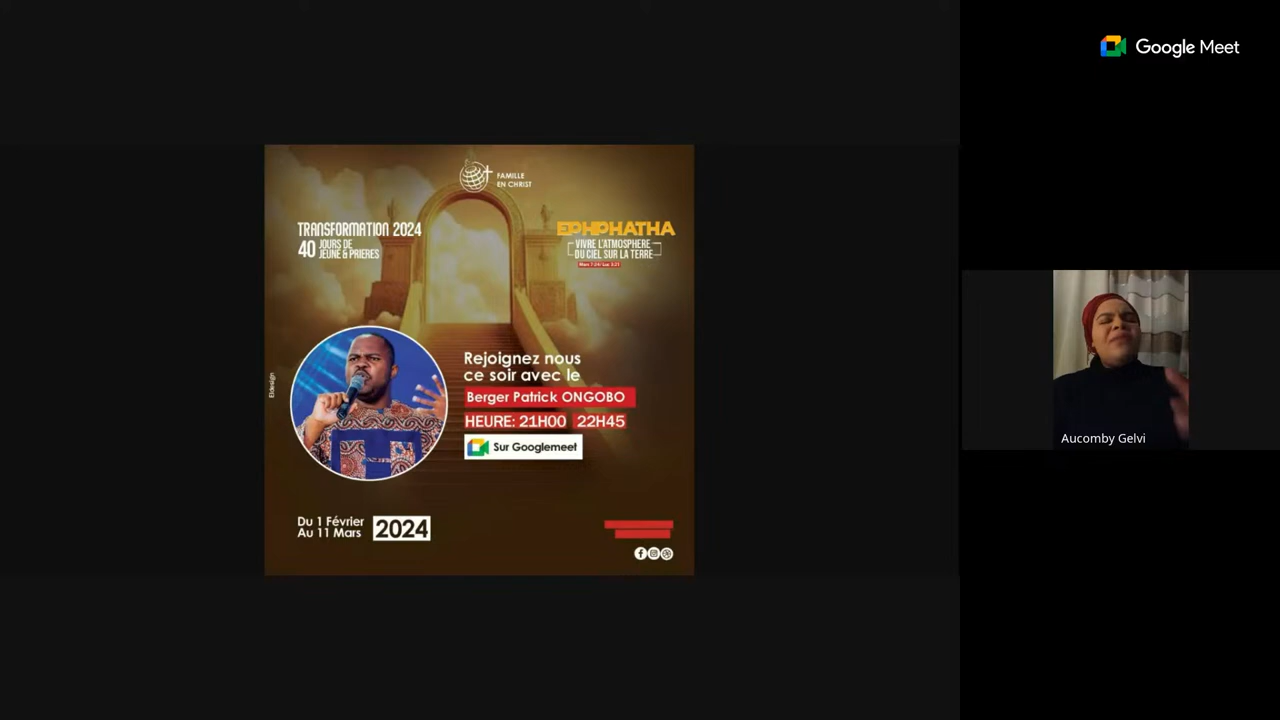 Google Meet
FAMILLE
EN CHRIST
TRANSFORMATION 2024
40 JOURS DE
JEUNE & PRIERES
EPHPHATHA
VIVRE L'ATMOSPHERE
DU CIEL SUR LA TERRE
Eldesign
Rejoignez nous
ce soir avec le
Berger Patrick ONGOBO
HEURE: 21H00 22H45
Sur Googlemeet
Du 1 Février
Au 11 Mars 2024
Aucomby Gelvi